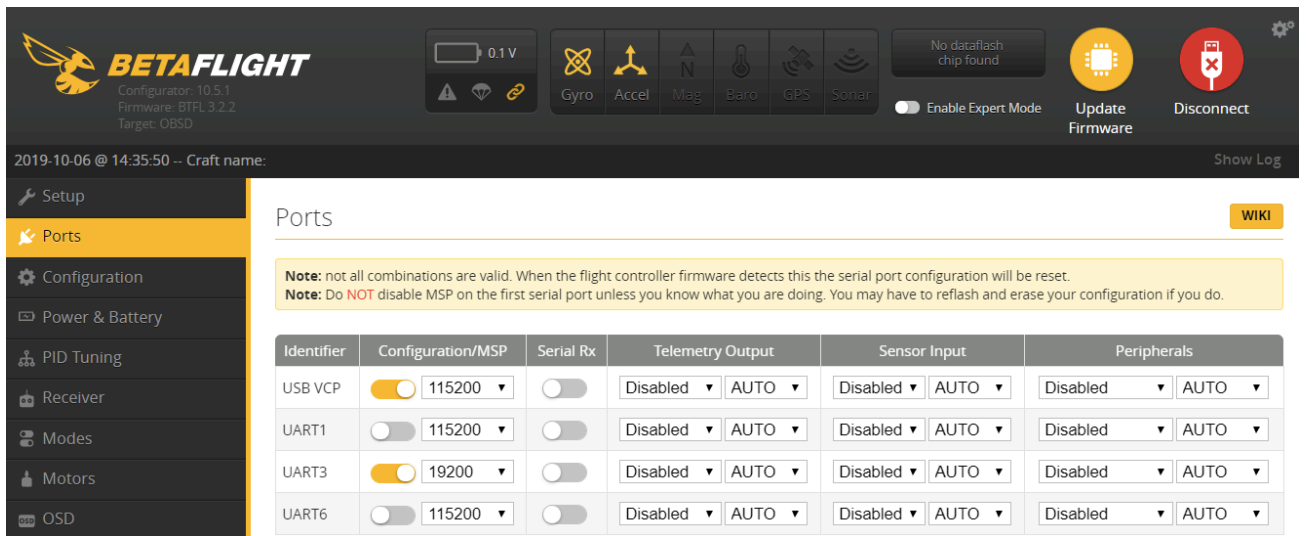 BETAFLIGHT
Configurator: 10.5.1
Firmware: BTFL 3.2.2
Target: OBSD
0.1 V
Gyro Accel Mag Baro GPS Sonar
No dataflash
chip found
Enable Expert Mode
Update
Firmware
Disconnect
2019-10-06 @ 14:35:50 -- Craft name:
Show Log
Setup
Ports
Configuration
Power & Battery
PID Tuning
Receiver
Modes
Motors
OSD
Ports
WIKI
Note: not all combinations are valid. When the flight controller firmware detects this the serial port configuration will be reset.
Note: Do NOT disable MSP on the first serial port unless you know what you are doing. You may have to reflash and erase your configuration if you do.
Identifier Configuration/MSP Serial Rx Telemetry Output Sensor Input Peripherals
USB VCP 115200 Disabled AUTO Disabled AUTO Disabled AUTO
UART1 115200 Disabled AUTO Disabled AUTO Disabled AUTO
UART3 19200 Disabled AUTO Disabled AUTO Disabled AUTO
UART6 115200 Disabled AUTO Disabled AUTO Disabled AUTO